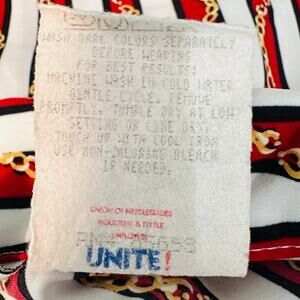 WASH DARK COLORS SEPARATELY
BEFORE WEARING
FOR BEST RESULTS:
MACHINE WASH IN COLD WATER
GENTLE CYCLE, REMOVE
PROMPTLY, TUMBLE DRY AT LOW
SETTING OR LINE DRY.
TOUCH UP WITH COOL IRON
USE NON-CHLORINE BLEACH
IF NEEDED.
UNION OF NEEDLETRADES
INDUSTRIAL & TEXTILE
EMPLOYEES
RN
UNITE!